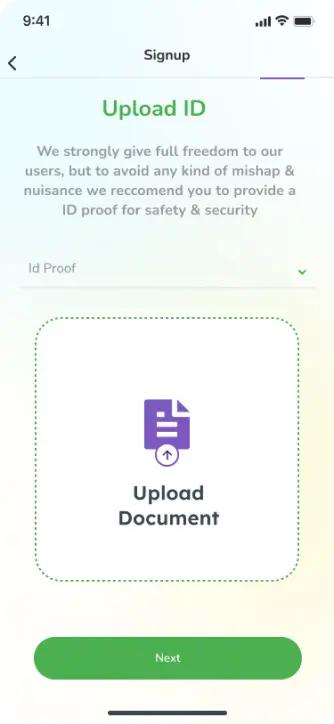 9:41
Signup
Upload ID
We strongly give full freedom to our
users, but to avoid any kind of mishap &
nuisance we reccomend you to provide a
ID proof for safety & security
Id Proof
Upload
Document
Next